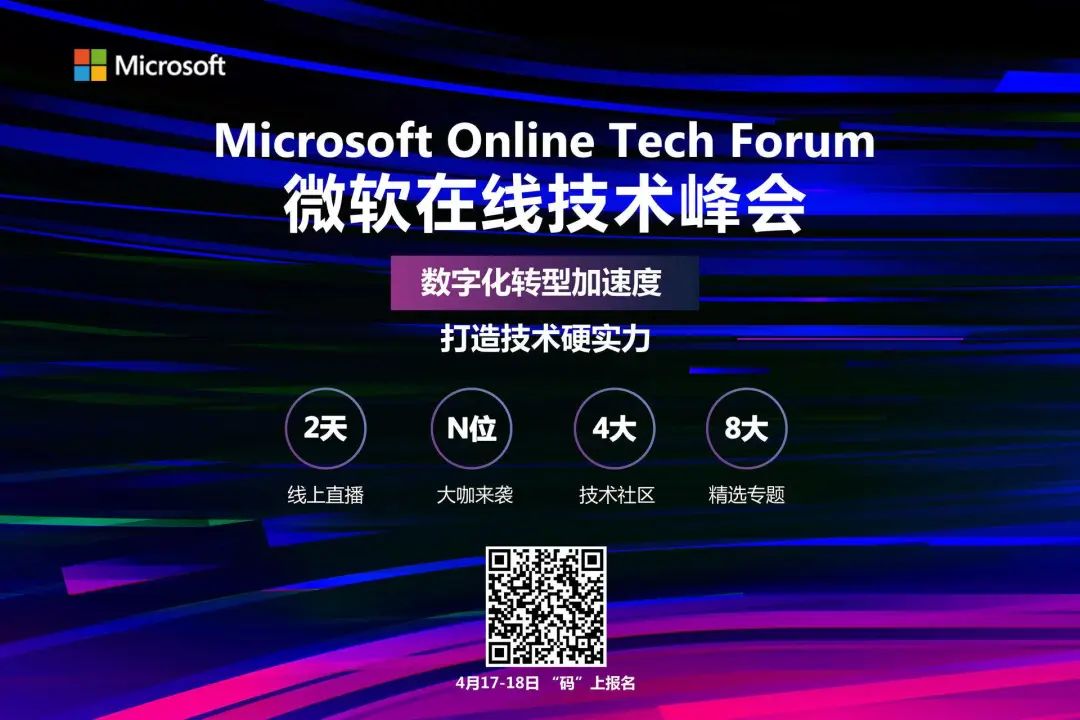 Microsoft
Microsoft Online Tech Forum
微软在线技术峰会
数字化转型加速度
打造技术硬实力
2天
N位
4大
8大
线上直播
大咖来袭
技术社区
精选专题
4月17-18日 “码”上报名